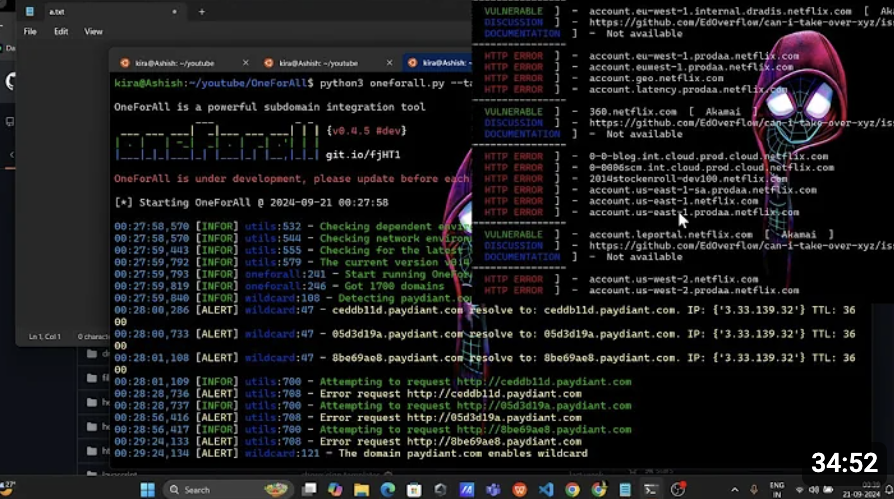 a.txt
File Edit View
kira@Ashish: ~/youtube
kira@Ashish: ~/youtube
kira@Ashish
kira@Ashish:~/youtube/OneForAll$ python3 oneforall.py --ta
OneForAll is a powerful subdomain integration tool
{v0.4.5 #dev}
git.io/fjHT1
OneForAll is under development, please update before each
[*] Starting OneForAll @ 2024-09-21 00:27:58
00:27:58,570 [INFOR] utils:532 - Checking dependent envir
00:27:58,570 [INFOR] utils:544 - Checking network environ
00:27:59,443 [INFOR] utils:555 - Checking for the latest
00:27:59,792 [INFOR] utils:579 - The current version v0.4
00:27:59,793 [INFOR] oneforall:241 - Start running OneFor
00:27:59,819 [INFOR] oneforall:246 - Got 1700 domains
00:27:59,840 [INFOR] wildcard:108 - Detecting paydiant.co
00:28:00,286 [ALERT] wildcard:47 - ceddb11d.paydiant.com resolve to: ceddb11d.paydiant.com. IP: {'3.33.139.32'} TTL: 36
00
00:28:00,733 [ALERT] wildcard:47 - 05d3d19a.paydiant.com resolve to: 05d3d19a.paydiant.com. IP: {'3.33.139.32'} TTL: 36
00
00:28:01,108 [ALERT] wildcard:47 - 8be69ae8.paydiant.com resolve to: 8be69ae8.paydiant.com. IP: {'3.33.139.32'} TTL: 36
00
00:28:01,109 [INFOR] utils:700 - Attempting to request http://ceddb11d.paydiant.com
00:28:28,736 [ALERT] utils:708 - Error request http://ceddb11d.paydiant.com
00:28:28,737 [INFOR] utils:700 - Attempting to request http://05d3d19a.paydiant.com
00:28:56,416 [ALERT] utils:708 - Error request http://05d3d19a.paydiant.com
00:28:56,417 [INFOR] utils:700 - Attempting to request http://8be69ae8.paydiant.com
00:29:24,133 [ALERT] utils:708 - Error request http://8be69ae8.paydiant.com
00:29:24,134 [ALERT] wildcard:121 - The domain paydiant.com enables wildcard
VULNERABLE ] - account.eu-west-1.internal.dradis.netflix.com [ Aka
DISCUSSION ] - https://github.com/EdOverflow/can-i-take-over-xyz/iss
DOCUMENTATION ] - Not available
HTTP ERROR ] - account.eu-west-1.prodaa.netflix.com
HTTP ERROR ] - account.euwest-1.prodaa.netflix.com
HTTP ERROR ] - account.geo.netflix.com
HTTP ERROR ] - account.latency.prodaa.netflix.com
VULNERABLE ] - 360.netflix.com [ Akamai ]
DISCUSSION ] - https://github.com/EdOverflow/can-i-take-over-xyz/iss
DOCUMENTATION ] - Not available
HTTP ERROR ] - 0-0-blog.int.cloud.prod.cloud.netflix.com
HTTP ERROR ] - 0-0006scm.int.cloud.netflix.com
HTTP ERROR ] - 2014stockenroll-dev100.netflix.com
HTTP ERROR ] - account.us-east-1-sa.prodaa.netflix.com
HTTP ERROR ] - account.us-east-1.netflix.com
HTTP ERROR ] - account.us-east-1.prodaa.netflix.com
VULNERABLE ] - account.leportal.netflix.com [ Akamai ]
DISCUSSION ] - https://github.com/EdOverflow/can-i-take-over-xyz/iss
DOCUMENTATION ] - Not available
HTTP ERROR ] - account.us-west-2.netflix.com
HTTP ERROR ] - account.us-west-2.prodaa.netflix.com
Ln 1, Col 1 0 characte
27°
Search
ENG
IN
34:52